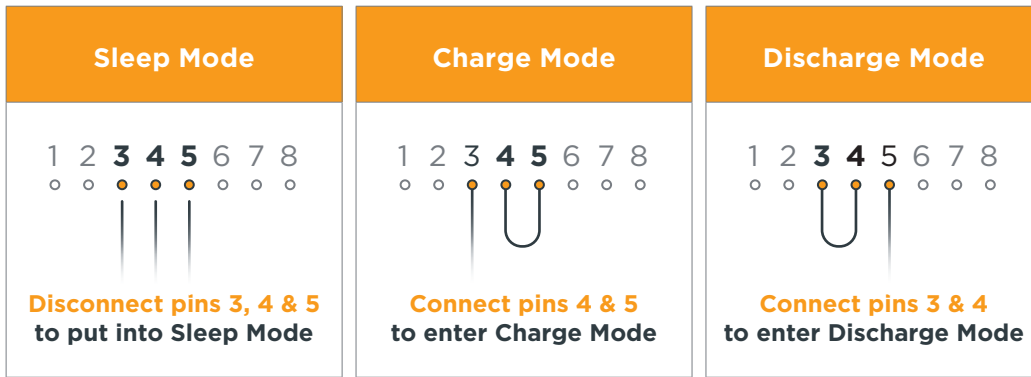 Sleep Mode
1 2 3 4 5 6 7 8
Disconnect pins 3, 4 & 5
to put into Sleep Mode
Charge Mode
1 2 3 4 5 6 7 8
Connect pins 4 & 5
to enter Charge Mode
Discharge Mode
1 2 3 4 5 6 7 8
Connect pins 3 & 4
to enter Discharge Mode